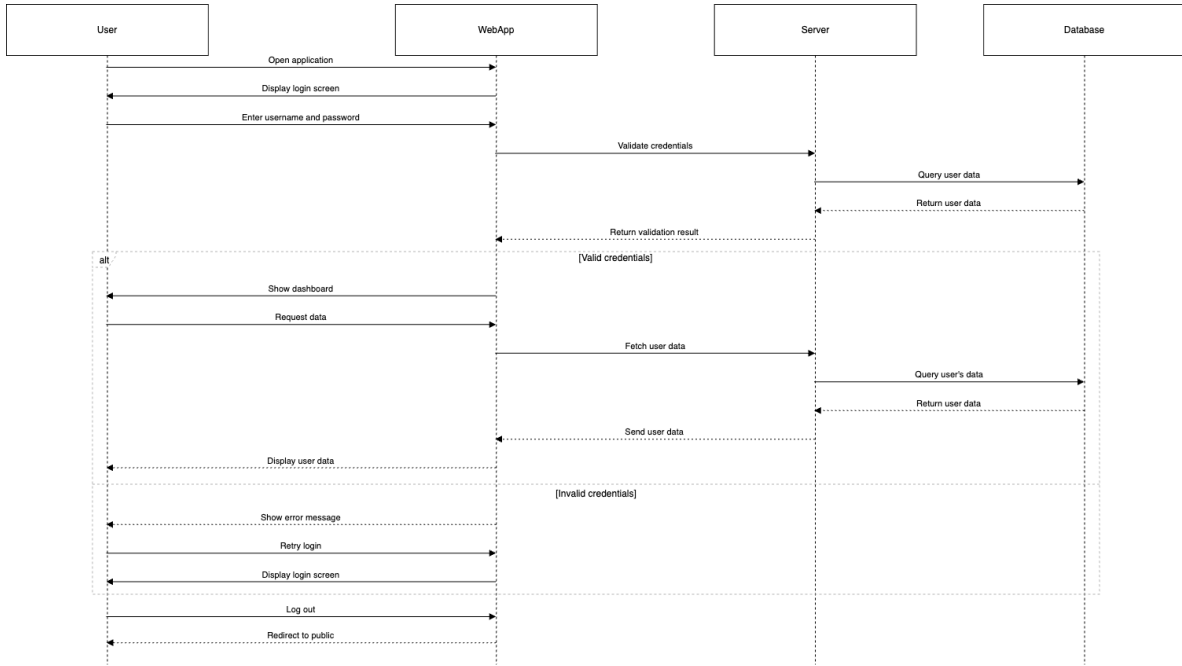 User
WebApp
Server
Database
Open application
Display login screen
Enter username and password
Validate credentials
Query user data
Return user data
Return validation result
alt
[Valid credentials]
Show dashboard
Request data
Fetch user data
Query user's data
Return user data
Send user data
Display user data
[Invalid credentials]
Show error message
Retry login
Display login screen
Log out
Redirect to public